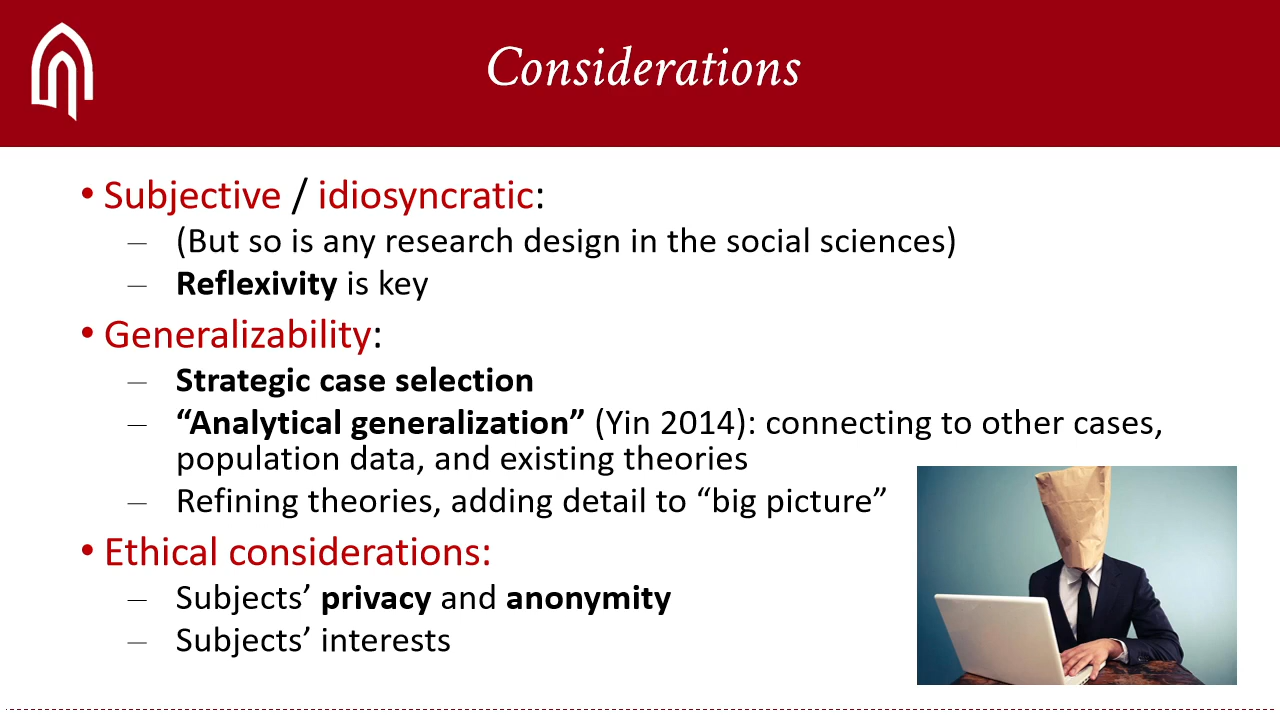 Considerations
• Subjective / idiosyncratic:
– (But so is any research design in the social sciences)
– Reflexivity is key
• Generalizability:
– Strategic case selection
– “Analytical generalization” (Yin 2014): connecting to other cases,
population data, and existing theories
– Refining theories, adding detail to “big picture”
• Ethical considerations:
– Subjects’ privacy and anonymity
– Subjects’ interests